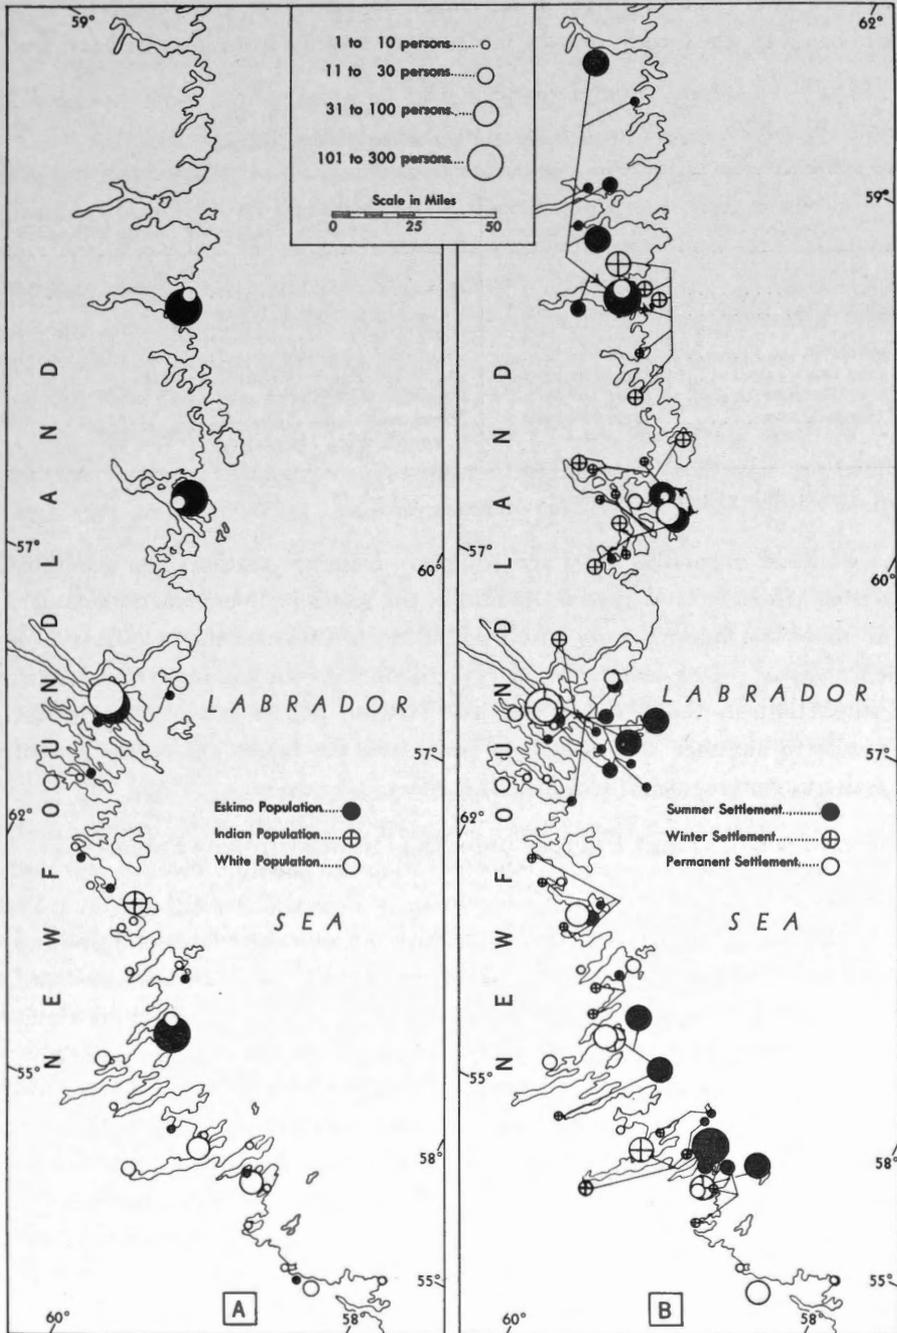 59°
62°
1 to 10 persons....
11 to 30 persons.....
31 to 100 persons....
101 to 300 persons...
Scale in Miles
0 25 50
59°
NEWFOUNDLAND
57°
60°
LABRADOR
SEA
57°
62°
Eskimo Population....
Indian Population....
White Population....
55°
58°
55°
A
60°
58°
NEWFOUNDLAND
57°
60°
LABRADOR
SEA
57°
62°
Summer Settlement........
Winter Settlement.......
Permanent Settlement.....
55°
58°
55°
B
60°
58°